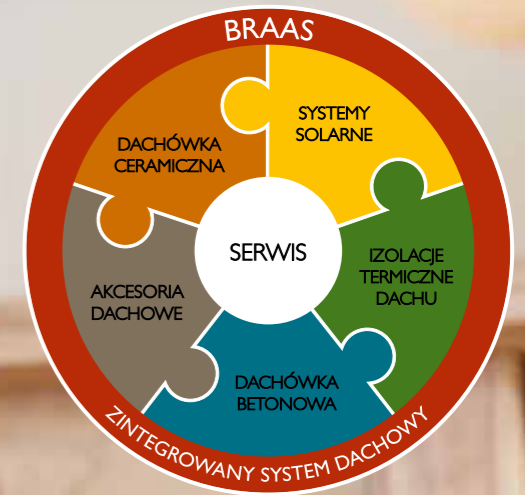 BRAAS
SYSTEMY
SOLARNE
DACHÓWKA
CERAMICZNA
SERWIS
IZOLACJE
TERMICZNE
DACHU
AKCESORIA
DACHOWE
DACHÓWKA
BETONOWA
ZINTEGROWANY SYSTEM DACHOWY